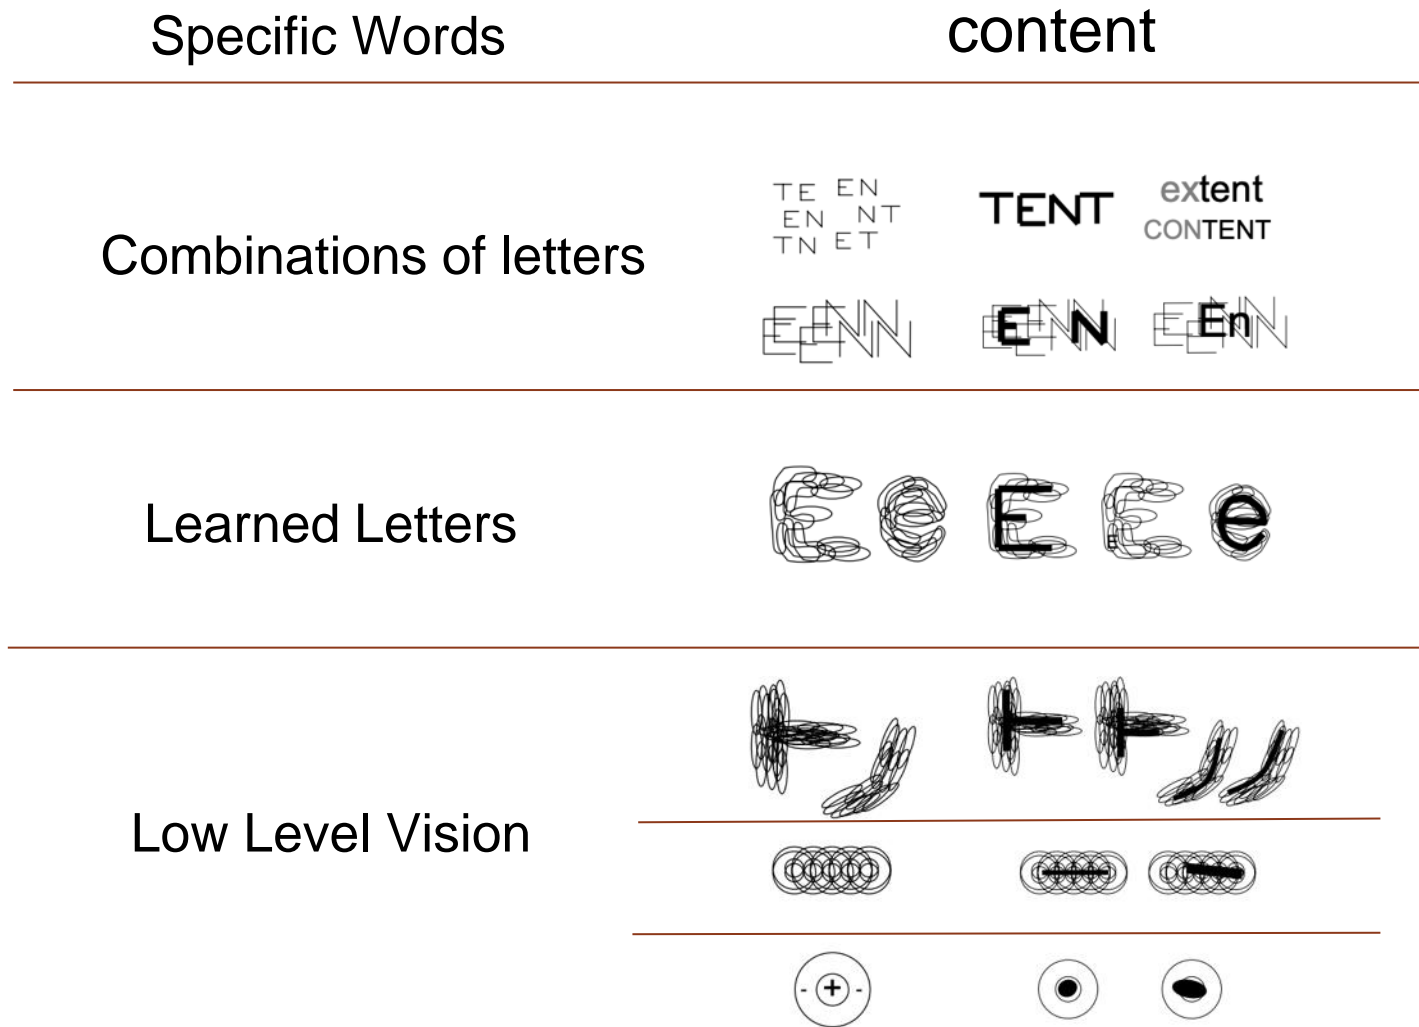 Specific Words
content
Combinations of letters
TE EN
EN NT
TN ET
TENT
extent
CONTENT
EENN
E N
En
Learned Letters
E e E E e
E
Low Level Vision
- + -